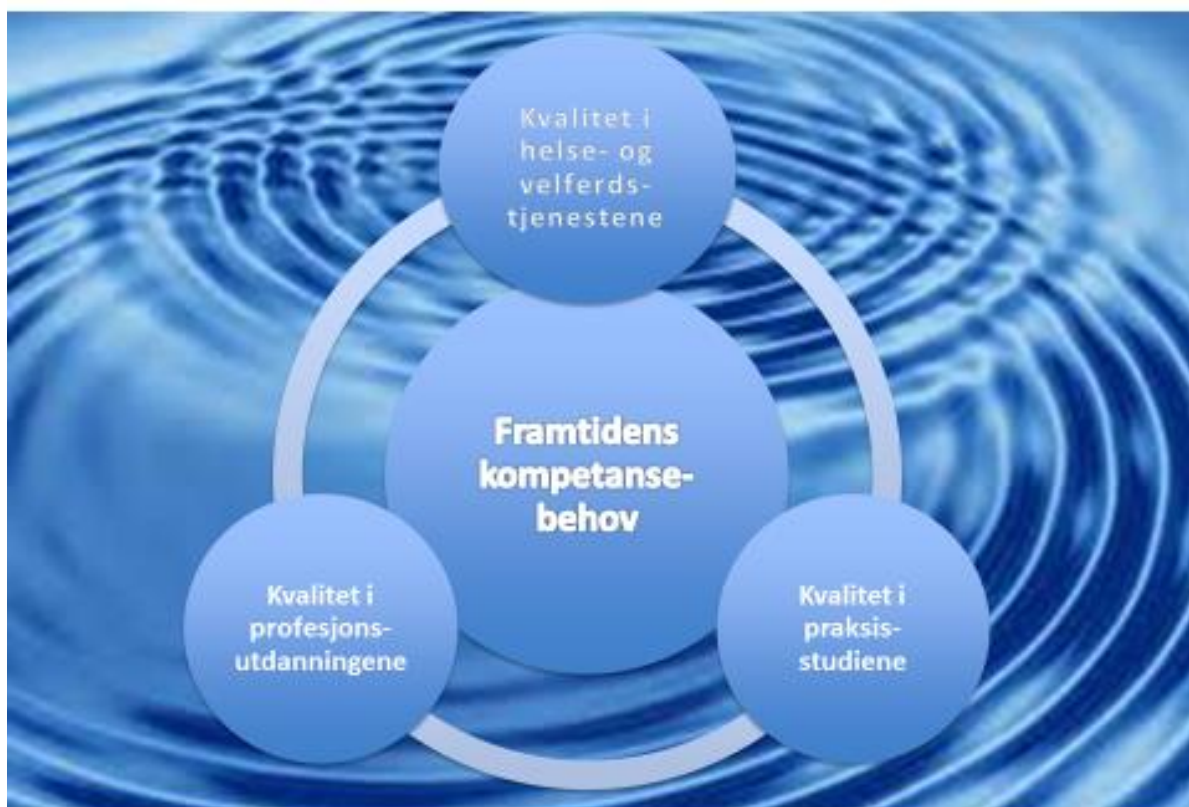 Kvalitet i
helse- og
velferds-
tjenestene
Framtidens
kompetanse-
behov
Kvalitet i
profesjons-
utdanningene
Kvalitet i
praksis-
studiene